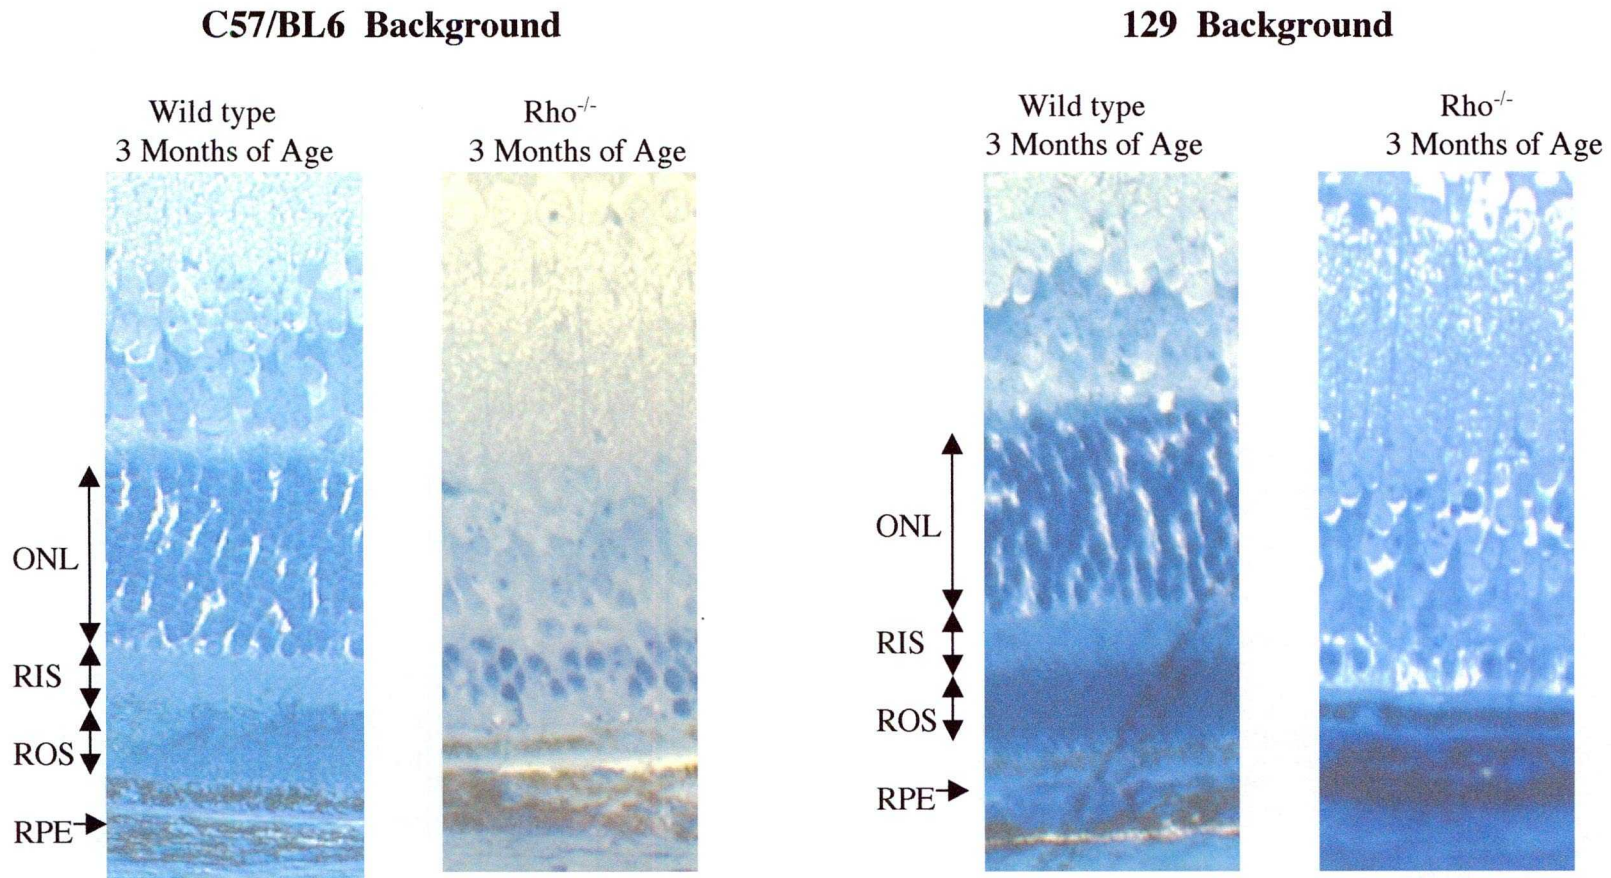 C57/BL6 Background
129 Background
Wild type
3 Months of Age
Rho-/-
3 Months of Age
Wild type
3 Months of Age
Rho-/-
3 Months of Age
ONL
RIS
ROS
RPE
ONL
RIS
ROS
RPE